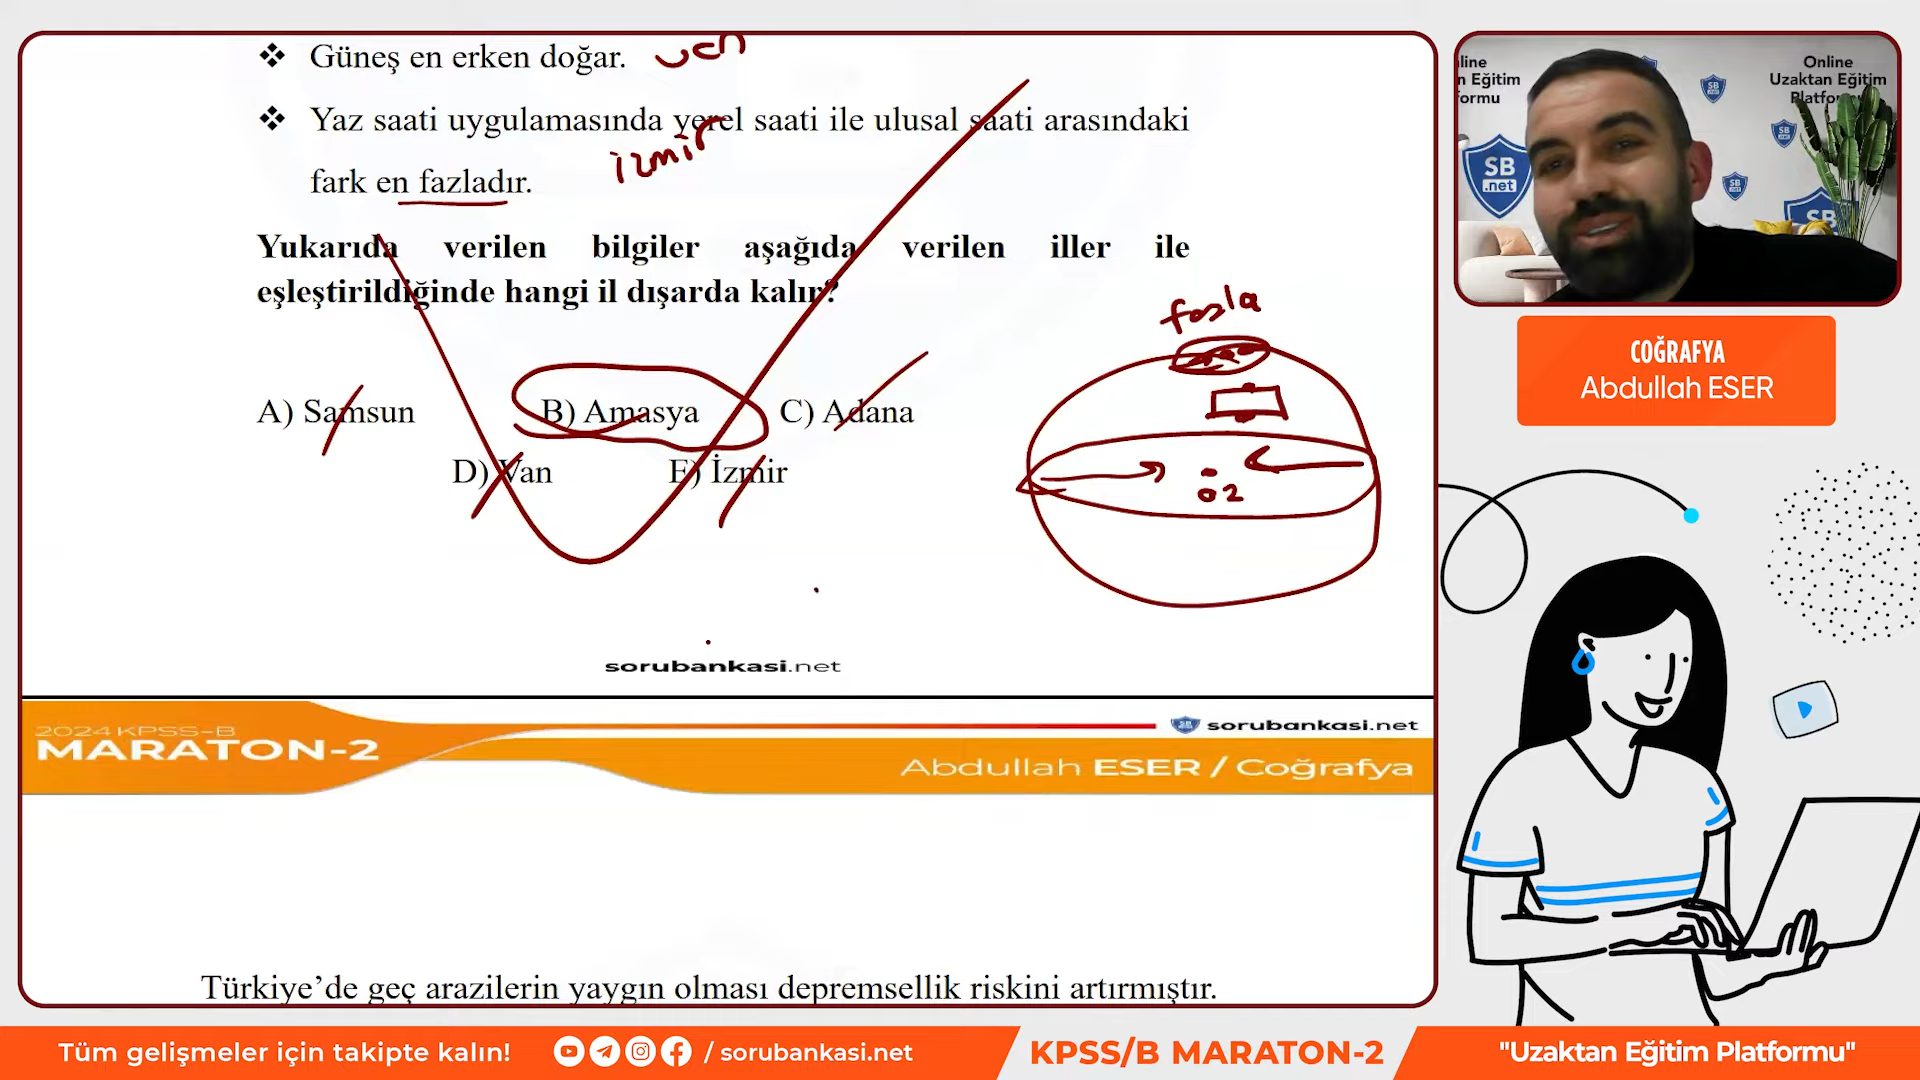 ❖ Güneş en erken doğar.
❖ Yaz saati uygulamasında yerel saati ile ulusal saati arasındaki
izmir
fark en fazladır.
Yukarıda verilen bilgiler aşağıda verilen iller ile
eşleştirildiğinde hangi il dışarda kalır?
fazla
A) Samsun B) Amasya C) Adana
D) Van E) İzmir
02
sorubankasi.net
2024 KPSS-B
MARATON-2
sorubankasi.net
Abdullah ESER / Coğrafya
Türkiye’de geç arazilerin yaygın olması depremsellik riskini artırmıştır.
Online
Uzaktan Eğitim
SB
.net
SB
COĞRAFYA
Abdullah ESER
Tüm gelişmeler için takipte kalın!
/ sorubankasi.net
KPSS/B MARATON-2
"Uzaktan Eğitim Platformu"